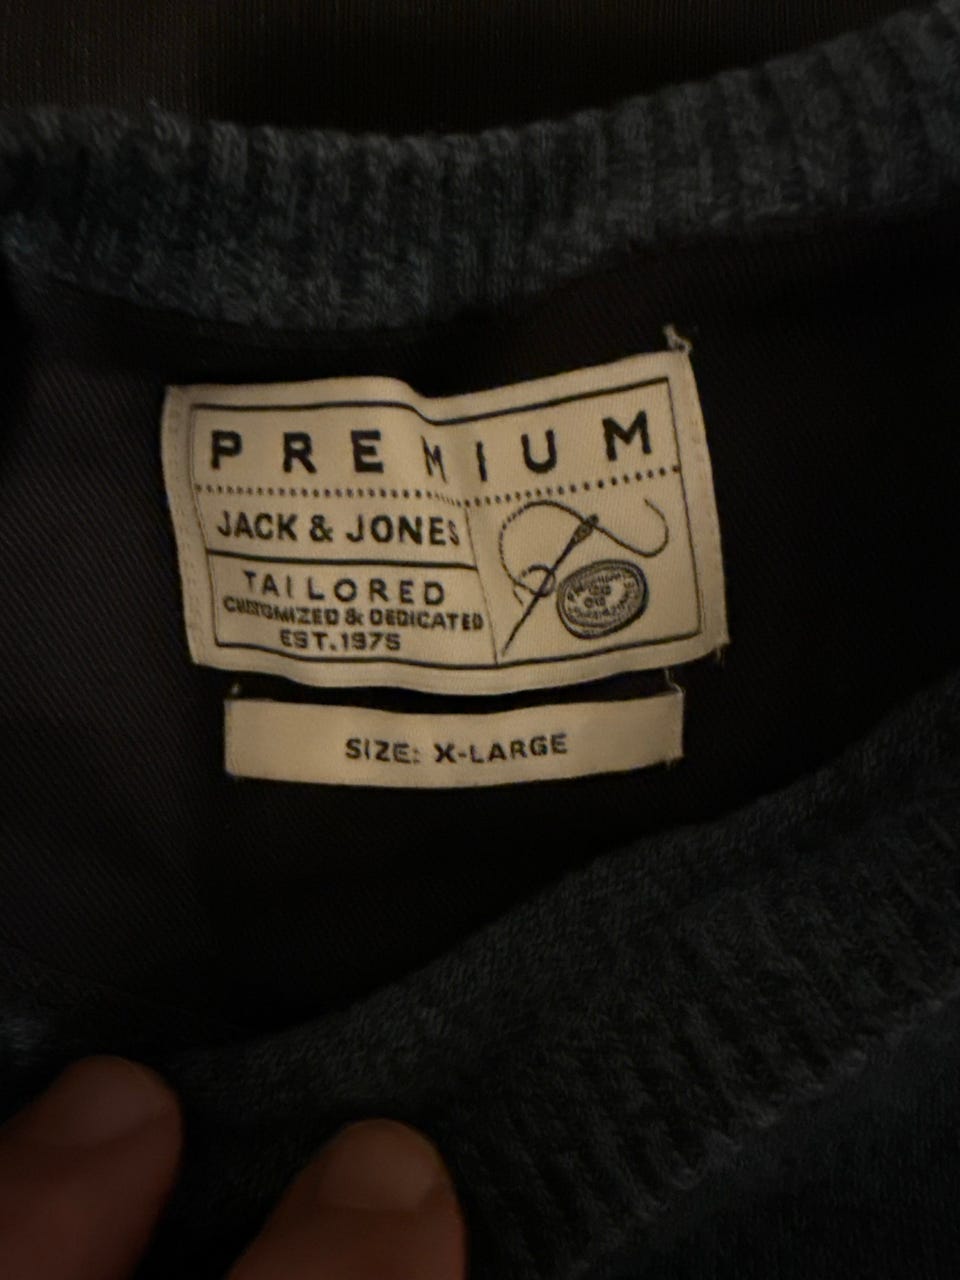 PREMIUM
JACK & JONES
TAILORED
CUSTOMIZED & DEDICATED
EST.1975
SIZE: X-LARGE